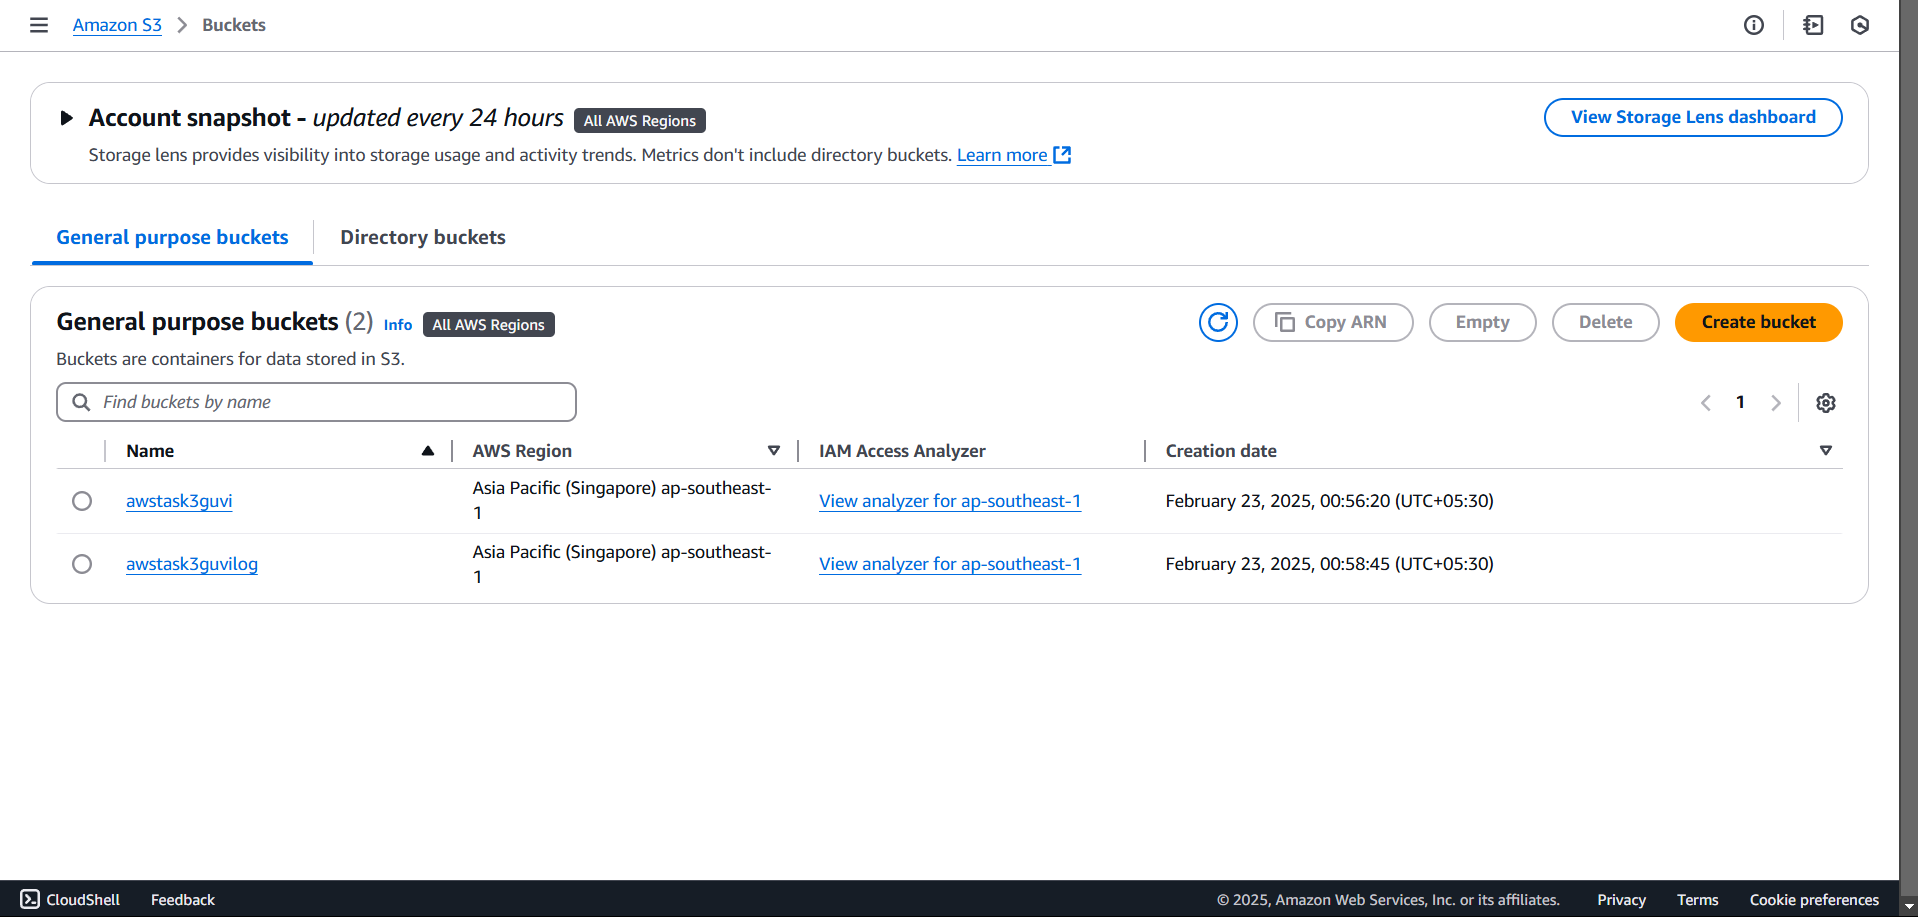 Amazon S3 > Buckets
Account snapshot - updated every 24 hours All AWS Regions
View Storage Lens dashboard
Storage lens provides visibility into storage usage and activity trends. Metrics don't include directory buckets. Learn more
General purpose buckets
Directory buckets
General purpose buckets (2) Info All AWS Regions
Copy ARN
Empty
Delete
Create bucket
Buckets are containers for data stored in S3.
Find buckets by name
1
Name
AWS Region
IAM Access Analyzer
Creation date
awstask3guvi
Asia Pacific (Singapore) ap-southeast-
1
View analyzer for ap-southeast-1
February 23, 2025, 00:56:20 (UTC+05:30)
awstask3guvilog
Asia Pacific (Singapore) ap-southeast-
1
View analyzer for ap-southeast-1
February 23, 2025, 00:58:45 (UTC+05:30)
CloudShell
Feedback
© 2025, Amazon Web Services, Inc. or its affiliates.
Privacy
Terms
Cookie preferences